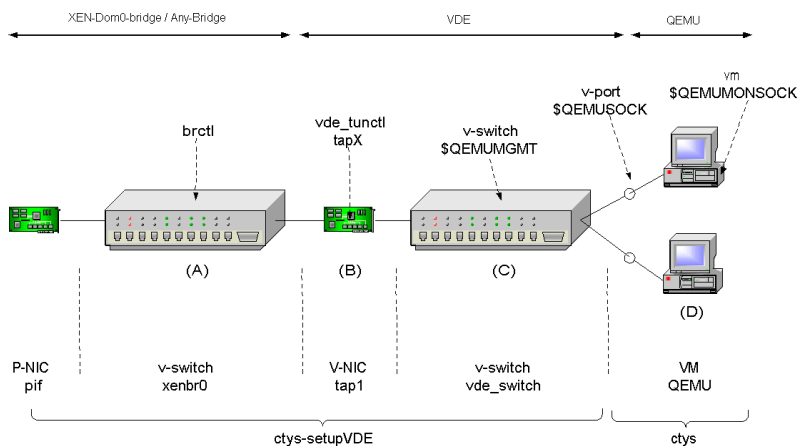 XEN-Dom0-bridge / Any-Bridge
VDE
QEMU
brctl
vde_tunctl
tapX
v-switch
$QEMUMGMT
v-port
$QEMUSOCK
vm
$QEMUMONSOCK
(A)
(B)
(C)
(D)
P-NIC
pif
v-switch
xenbr0
V-NIC
tap1
v-switch
vde_switch
VM
QEMU
ctys-setupVDE
ctys